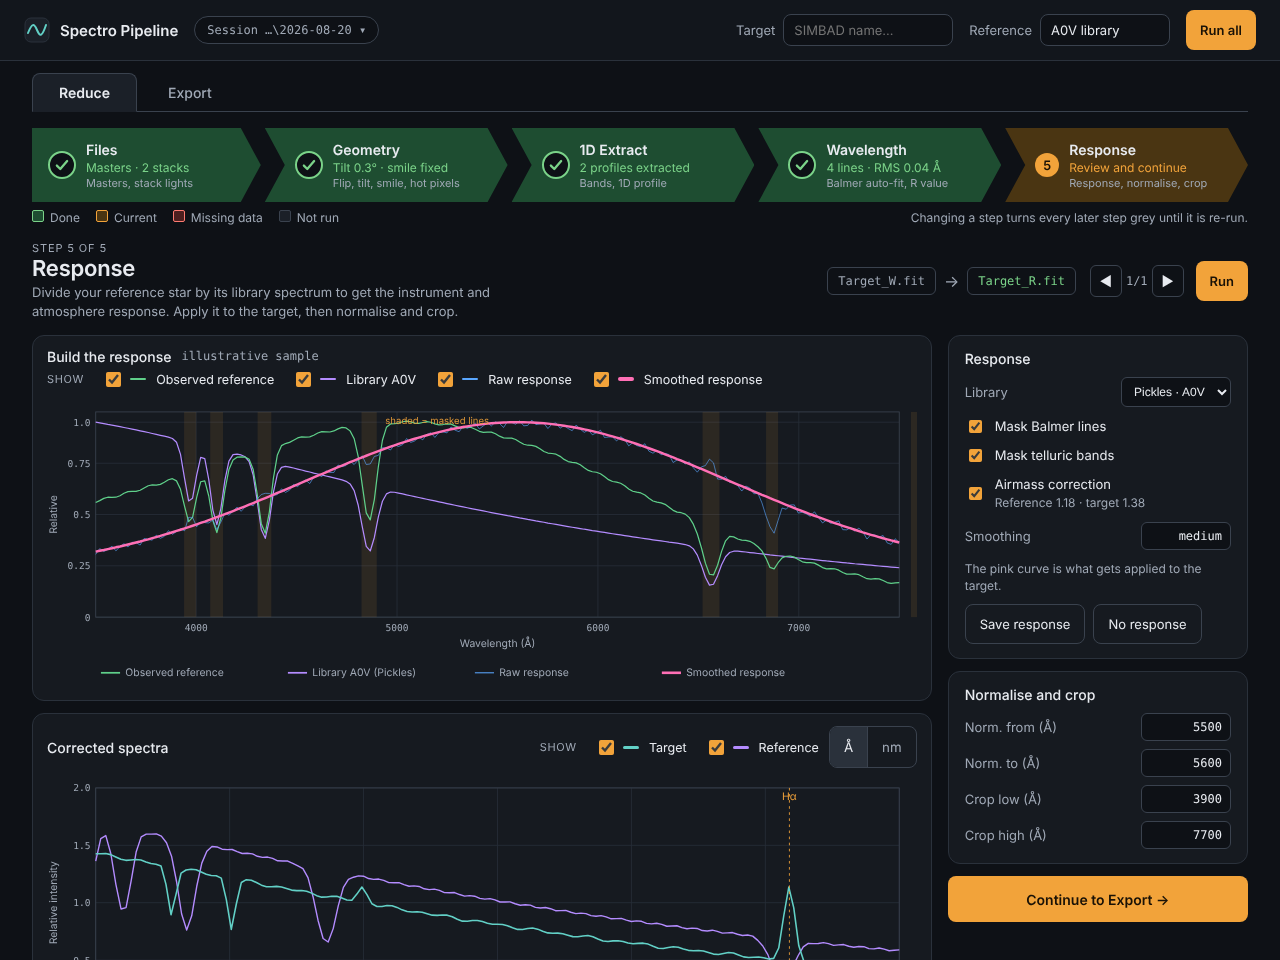 Spectro Pipeline
Session …\2026-08-20 ▾
Target
SIMBAD name...
Reference
A0V library
Run all
Reduce
Export
Files
Masters · 2 stacks
Masters, stack lights
Geometry
Tilt 0.3° · smile fixed
Flip, tilt, smile, hot pixels
1D Extract
2 profiles extracted
Bands, 1D profile
Wavelength
4 lines · RMS 0.04 Å
Balmer auto-fit, R value
5
Response
Review and continue
Response, normalise, crop
Done
Current
Missing data
Not run
Changing a step turns every later step grey until it is re-run.
STEP 5 OF 5
Response
Divide your reference star by its library spectrum to get the instrument and
atmosphere response. Apply it to the target, then normalise and crop.
Target_W.fit
→
Target_R.fit
◀
1/1
▶
Run
Build the response
illustrative sample
SHOW
Observed reference
Library A0V
Raw response
Smoothed response
shaded = masked lines
1.0
0.75
0.5
0.25
0
Relative
4000
5000
6000
7000
Wavelength (Å)
Observed reference
Library A0V (Pickles)
Raw response
Smoothed response
Corrected spectra
SHOW
Target
Reference
Å
nm
2.0
1.5
1.0
0.5
Relative intensity
Hα
Response
Library
Pickles · A0V
Mask Balmer lines
Mask telluric bands
Airmass correction
Reference 1.18 · target 1.38
Smoothing
medium
The pink curve is what gets applied to the
target.
Save response
No response
Normalise and crop
Norm. from (Å)
5500
Norm. to (Å)
5600
Crop low (Å)
3900
Crop high (Å)
7700
Continue to Export →